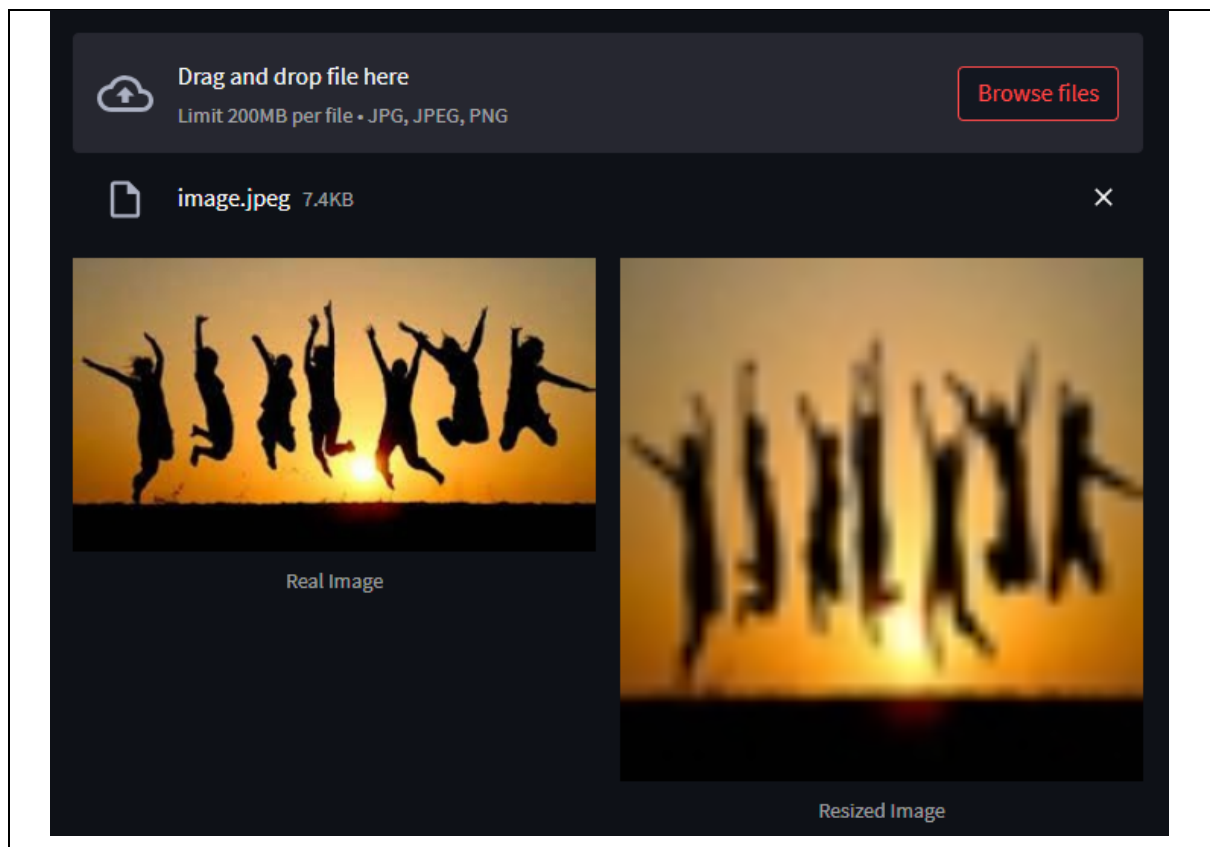 Drag and drop file here
Limit 200MB per file • JPG, JPEG, PNG
Browse files
image.jpeg 7.4KB
Real Image
Resized Image